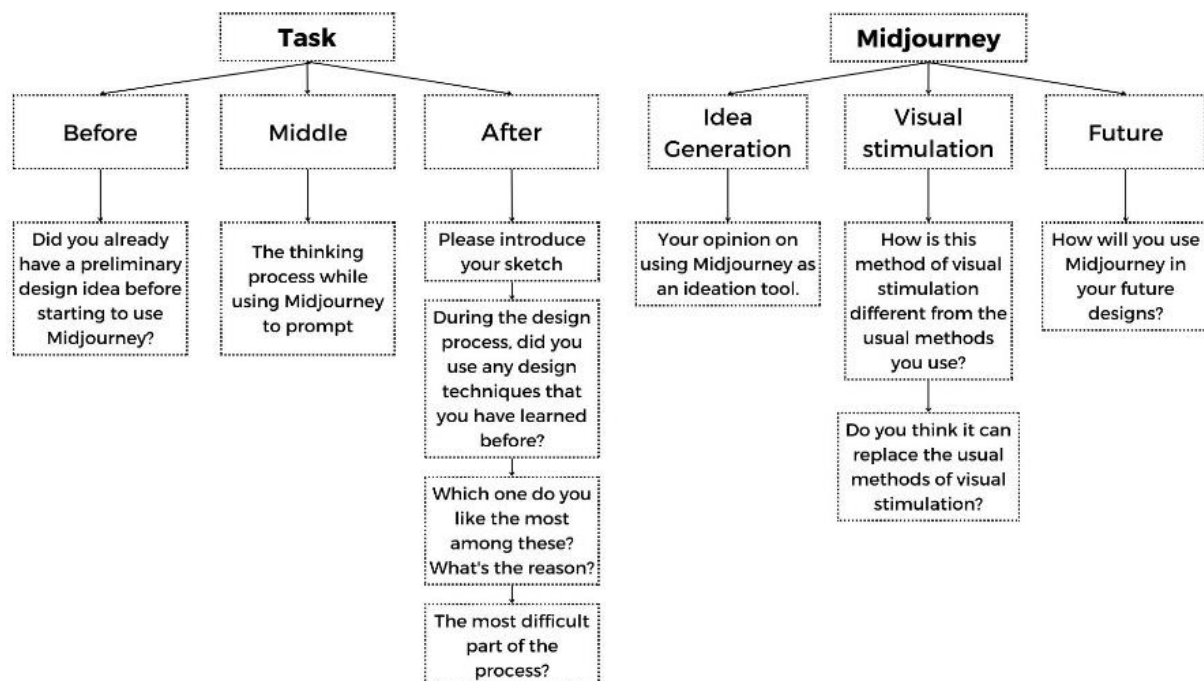 Task
Before
Did you already
have a preliminary
design idea before
starting to use
Midjourney?
Middle
The thinking
process while
using Midjourney
to prompt
After
Please introduce
your sketch
During the design
process, did you
use any design
techniques that
you have learned
before?
Which one do you
like the most
among these?
What's the reason?
The most difficult
part of the
process?
Midjourney
Idea
Generation
Your opinion on
using Midjourney as
an ideation tool.
Visual
stimulation
How is this
method of visual
stimulation
different from the
usual methods
you use?
Do you think it can
replace the usual
methods of visual
stimulation?
Future
How will you use
Midjourney in
your future
designs?